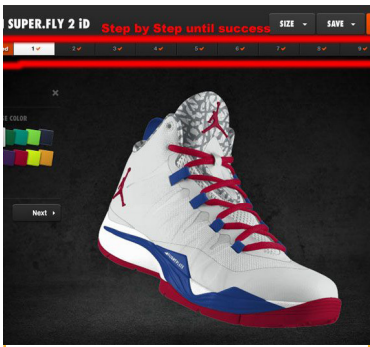 SUPER.FLY 2 iD
Step by Step until success
SIZE
SAVE
1 2 3 4 5 6 7 8 9
COLOR
Next